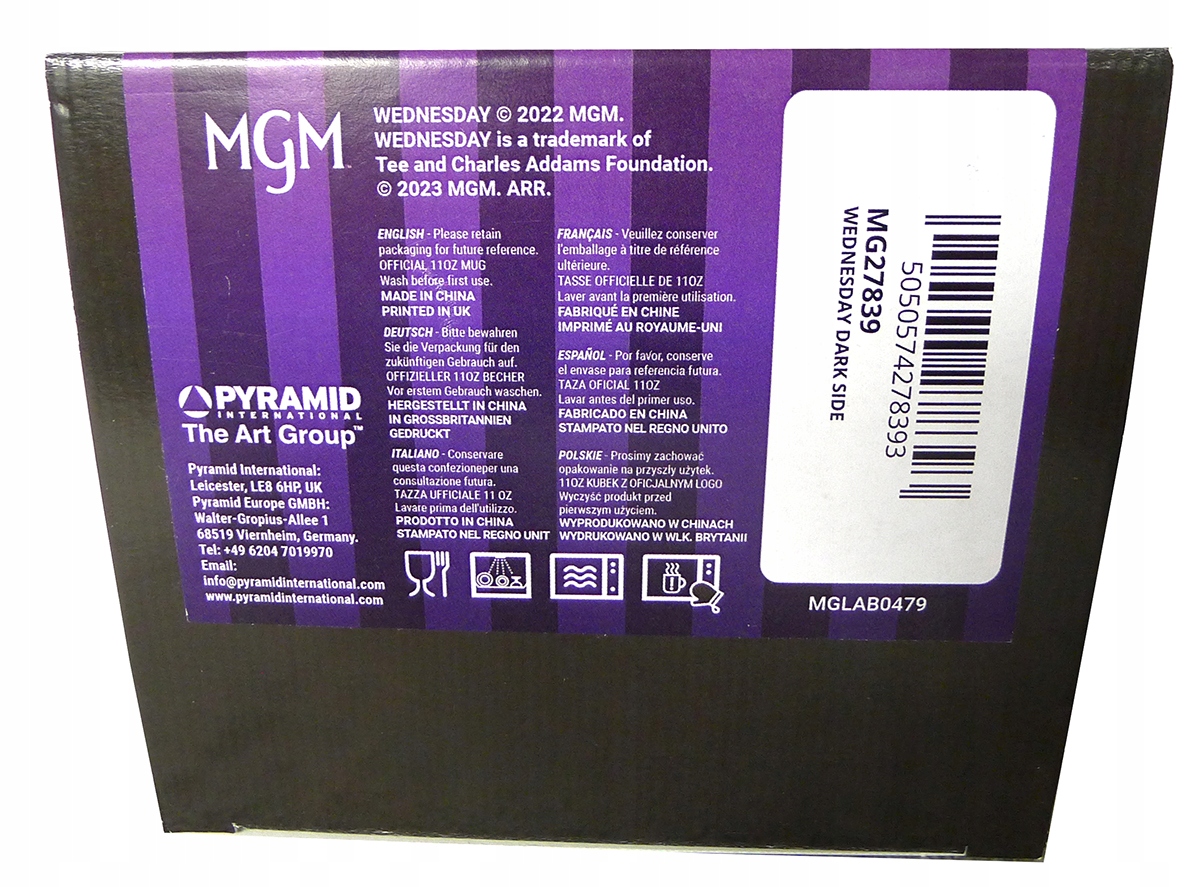 MGM
WEDNESDAY © 2022 MGM.
WEDNESDAY is a trademark of
Tee and Charles Addams Foundation.
© 2023 MGM. ARR.
ENGLISH - Please retain
packaging for future reference.
OFFICIAL 11OZ MUG
Wash before first use.
MADE IN CHINA
PRINTED IN UK
DEUTSCH - Bitte bewahren
Sie die Verpackung für den
zukünftigen Gebrauch auf.
OFFIZIELLER 11OZ BECHER
Vor erstem Gebrauch waschen.
HERGESTELLT IN CHINA
IN GROSSBRITANNIEN
GEDRUCKT
ITALIANO - Conservare
questa confezioneper una
consultazione futura.
TAZZA UFFICIALE 11 OZ
Lavare prima dell'utilizzo.
PRODOTTO IN CHINA
STAMPATO NEL REGNO UNIT
FRANÇAIS - Veuillez conserver
l'emballage à titre de référence
ultérieure.
TASSE OFFICIELLE DE 11OZ
Laver avant la première utilisation.
FABRIQUÉ EN CHINE
IMPRIMÉ AU ROYAUME-UNI
ESPAÑOL - Por favor, conserve
el envase para referencia futura.
TAZA OFICIAL 11OZ
Lavar antes del primer uso.
FABRICADO EN CHINA
STAMPATO NEL REGNO UNITO
POLSKIE - Prosimy zachować
opakowanie na przyszły użytek.
11OZ KUBEK Z OFICJALNYM LOGO
Wyczyść produkt przed
pierwszym użyciem.
WYPRODUKOWANO W CHINACH
WYDRUKOWANO W WLK. BRYTANII
PYRAMID
INTERNATIONAL
The Art Group™
Pyramid International:
Leicester, LE8 6HP, UK
Pyramid Europe GMBH:
Walter-Gropius-Allee 1
68519 Viernheim, Germany.
Tel: +49 6204 7019970
Email:
info@pyramidinternational.com
www.pyramidinternational.com
5050574278393
MG27839
WEDNESDAY DARK SIDE
MGLAB0479